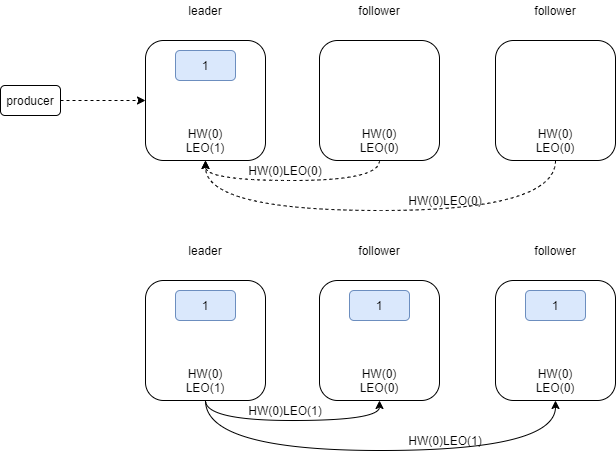 leader follower follower
1
producer
HW(0) HW(0) HW(0)
LEO(1) LEO(0) LEO(0)
HW(0)LEO(0)
HW(0)LEO(0)
leader follower follower
1 1 1
HW(0) HW(0) HW(0)
LEO(1) LEO(0) LEO(0)
HW(0)LEO(1)
HW(0)LEO(1)